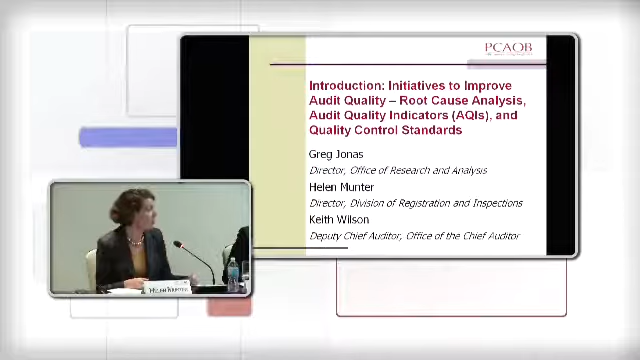 PCAOB
Introduction: Initiatives to Improve
Audit Quality – Root Cause Analysis,
Audit Quality Indicators (AQIs), and
Quality Control Standards
Greg Jonas
Director, Office of Research and Analysis
Helen Munter
Director, Division of Registration and Inspections
Keith Wilson
Deputy Chief Auditor, Office of the Chief Auditor
HELEN MUNTER